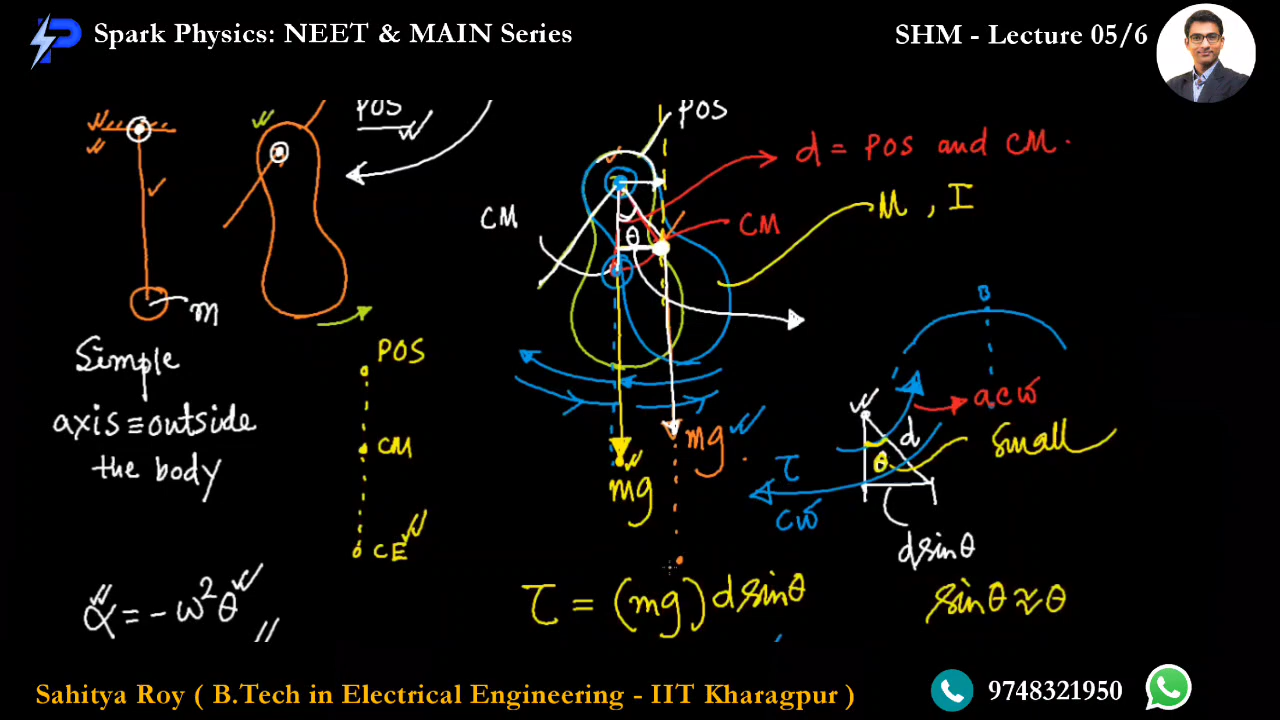 Spark Physics: NEET & MAIN Series
SHM - Lecture 05/6
POS
POS
d = POS and CM.
CM
θ
CM
M, I
m
B
Simple
axis ≡ outside
the body
POS
CM
CE
mg
mg.
τ
cw
acw
d
θ
small
dsinθ
α = -ω²θ //
τ = (mg) dsinθ
sinθ ≈ θ
Sahitya Roy ( B.Tech in Electrical Engineering - IIT Kharagpur )
9748321950